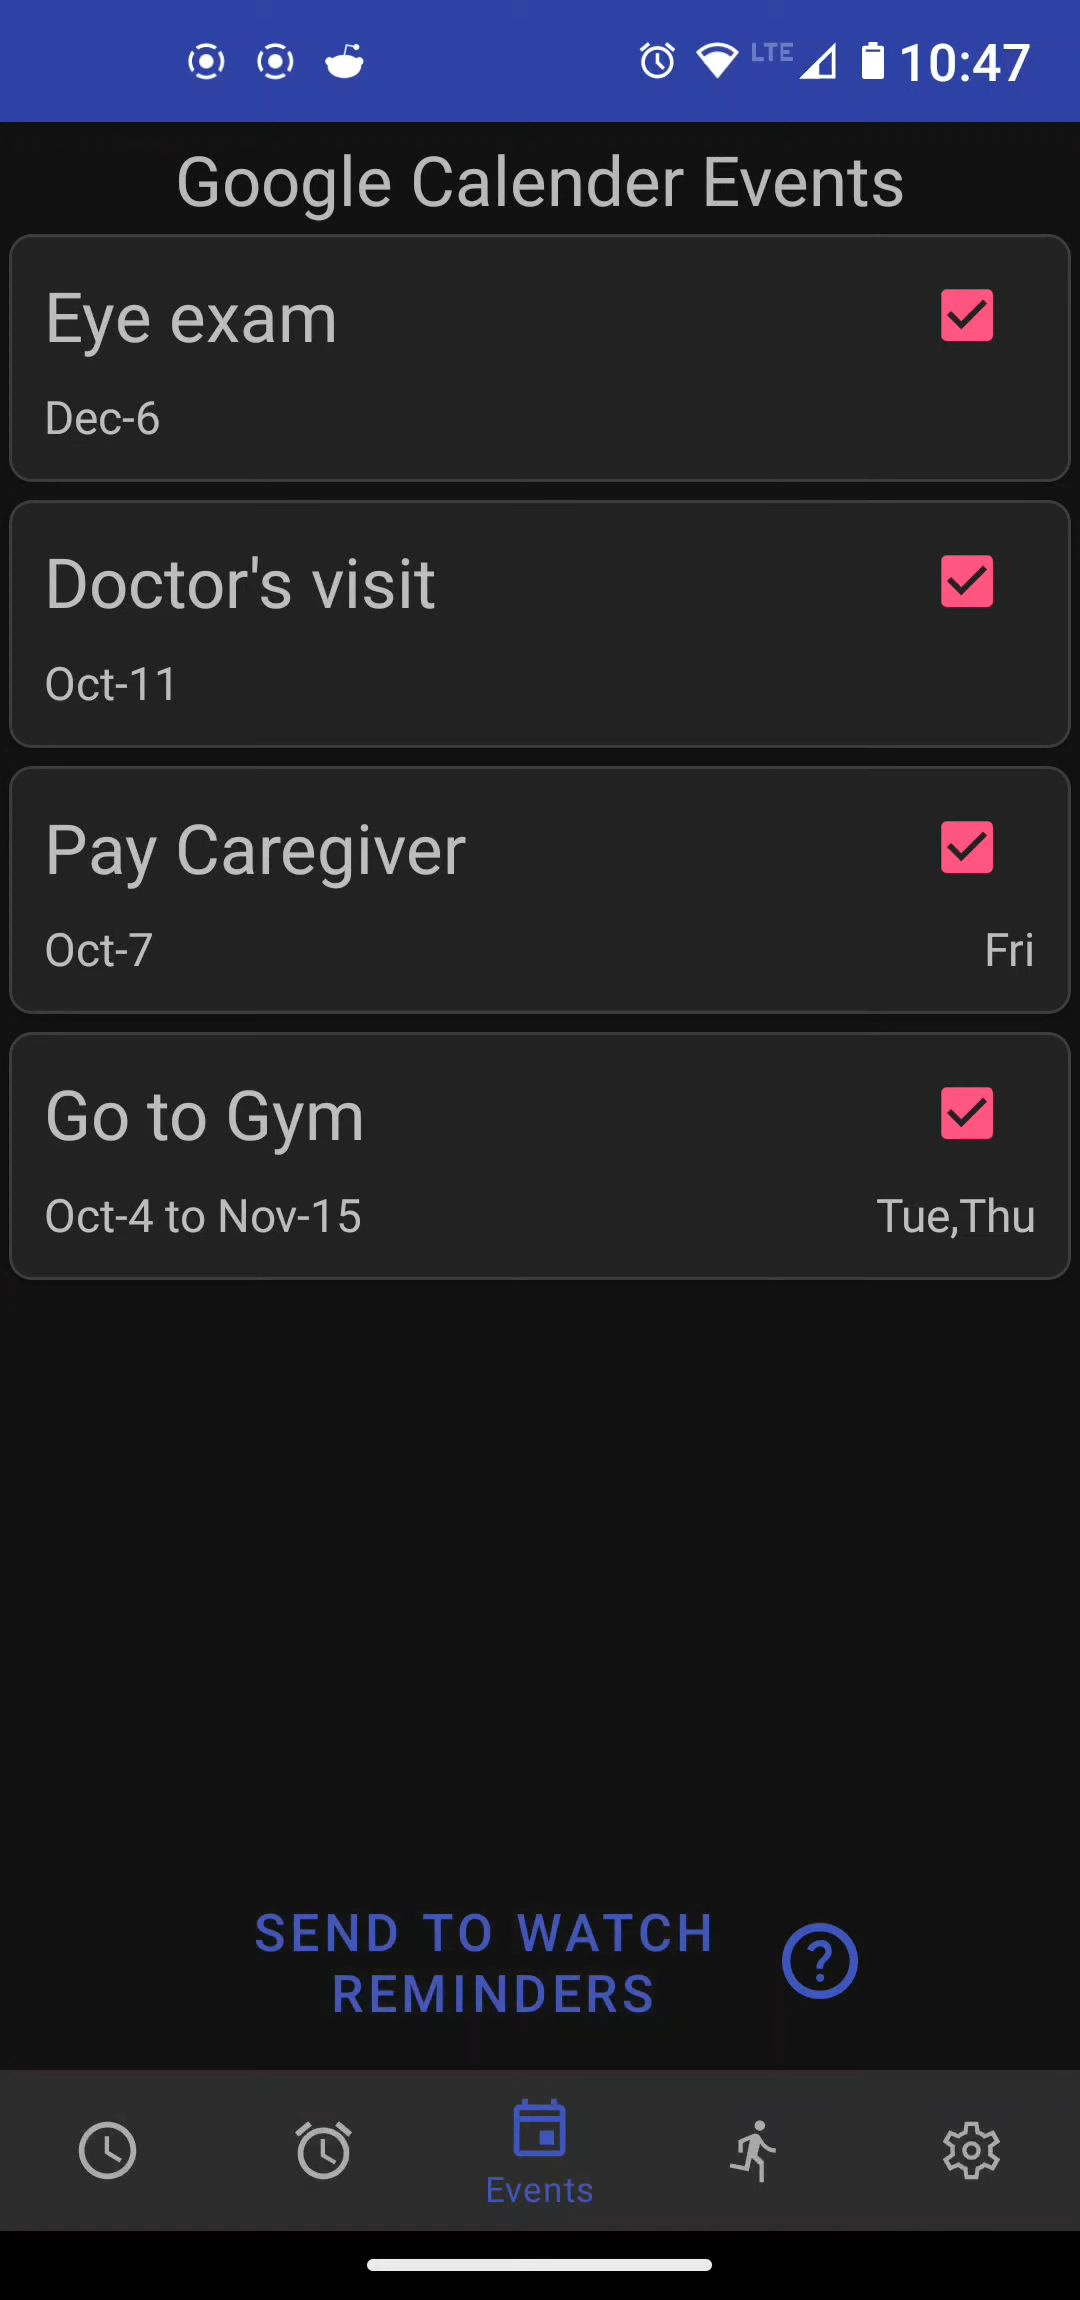 LTE 10:47
Google Calender Events
Eye exam
Dec-6
Doctor's visit
Oct-11
Pay Caregiver
Oct-7 Fri
Go to Gym
Oct-4 to Nov-15 Tue,Thu
SEND TO WATCH
REMINDERS
?
Events